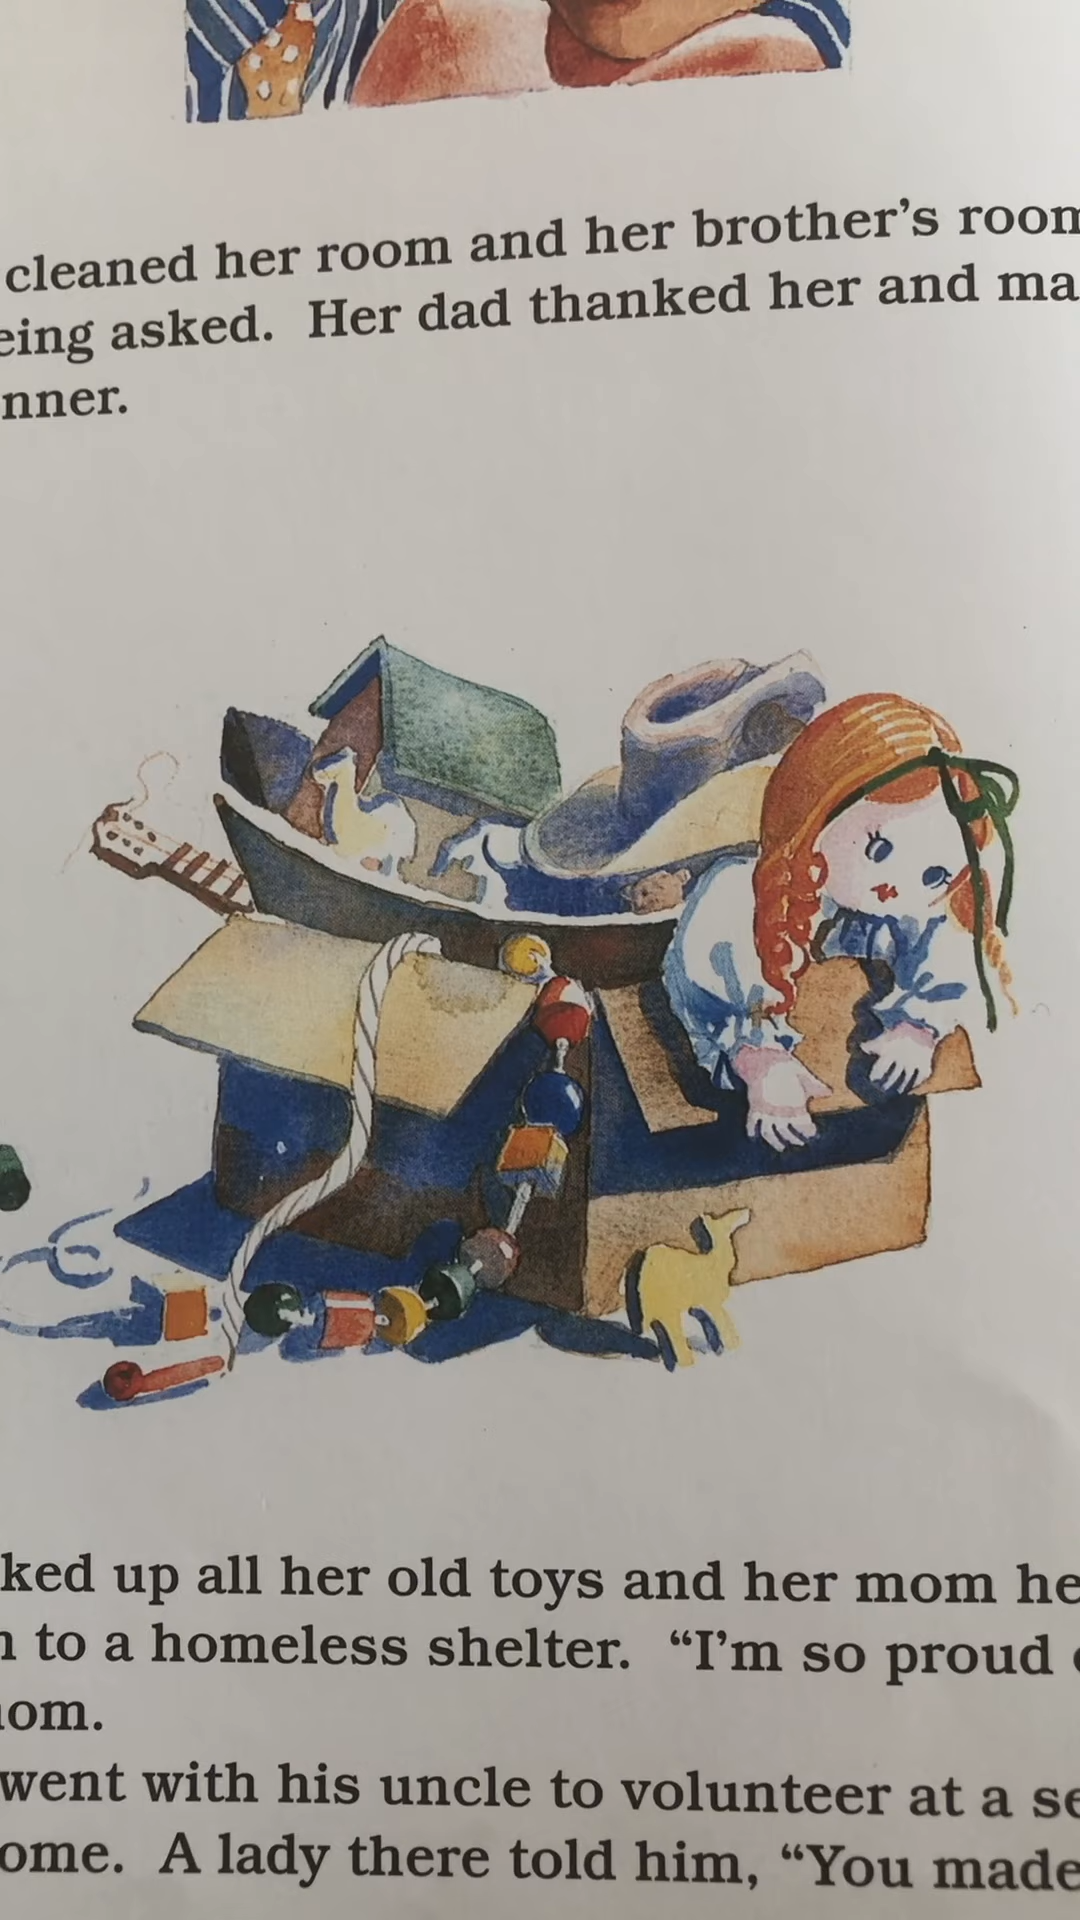 cleaned her room and her brother's room
eing asked. Her dad thanked her and ma
nner.
ked up all her old toys and her mom he
to a homeless shelter. “I'm so proud
om.
went with his uncle to volunteer at a se
ome. A lady there told him, “You made